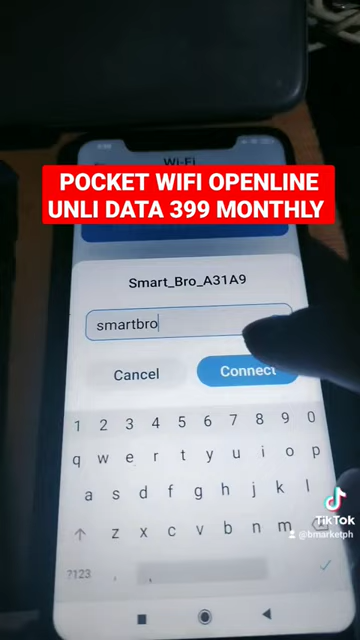 Wi-Fi
POCKET WIFI OPENLINE
UNLI DATA 399 MONTHLY
Smart_Bro_A31A9
smartbro
Cancel
Connect
1 2 3 4 5 6 7 8 9 0
q w e r t y u i o p
a s d f g h j k l
z x c v b n m
?123 , .
TikTok
@bmarketph